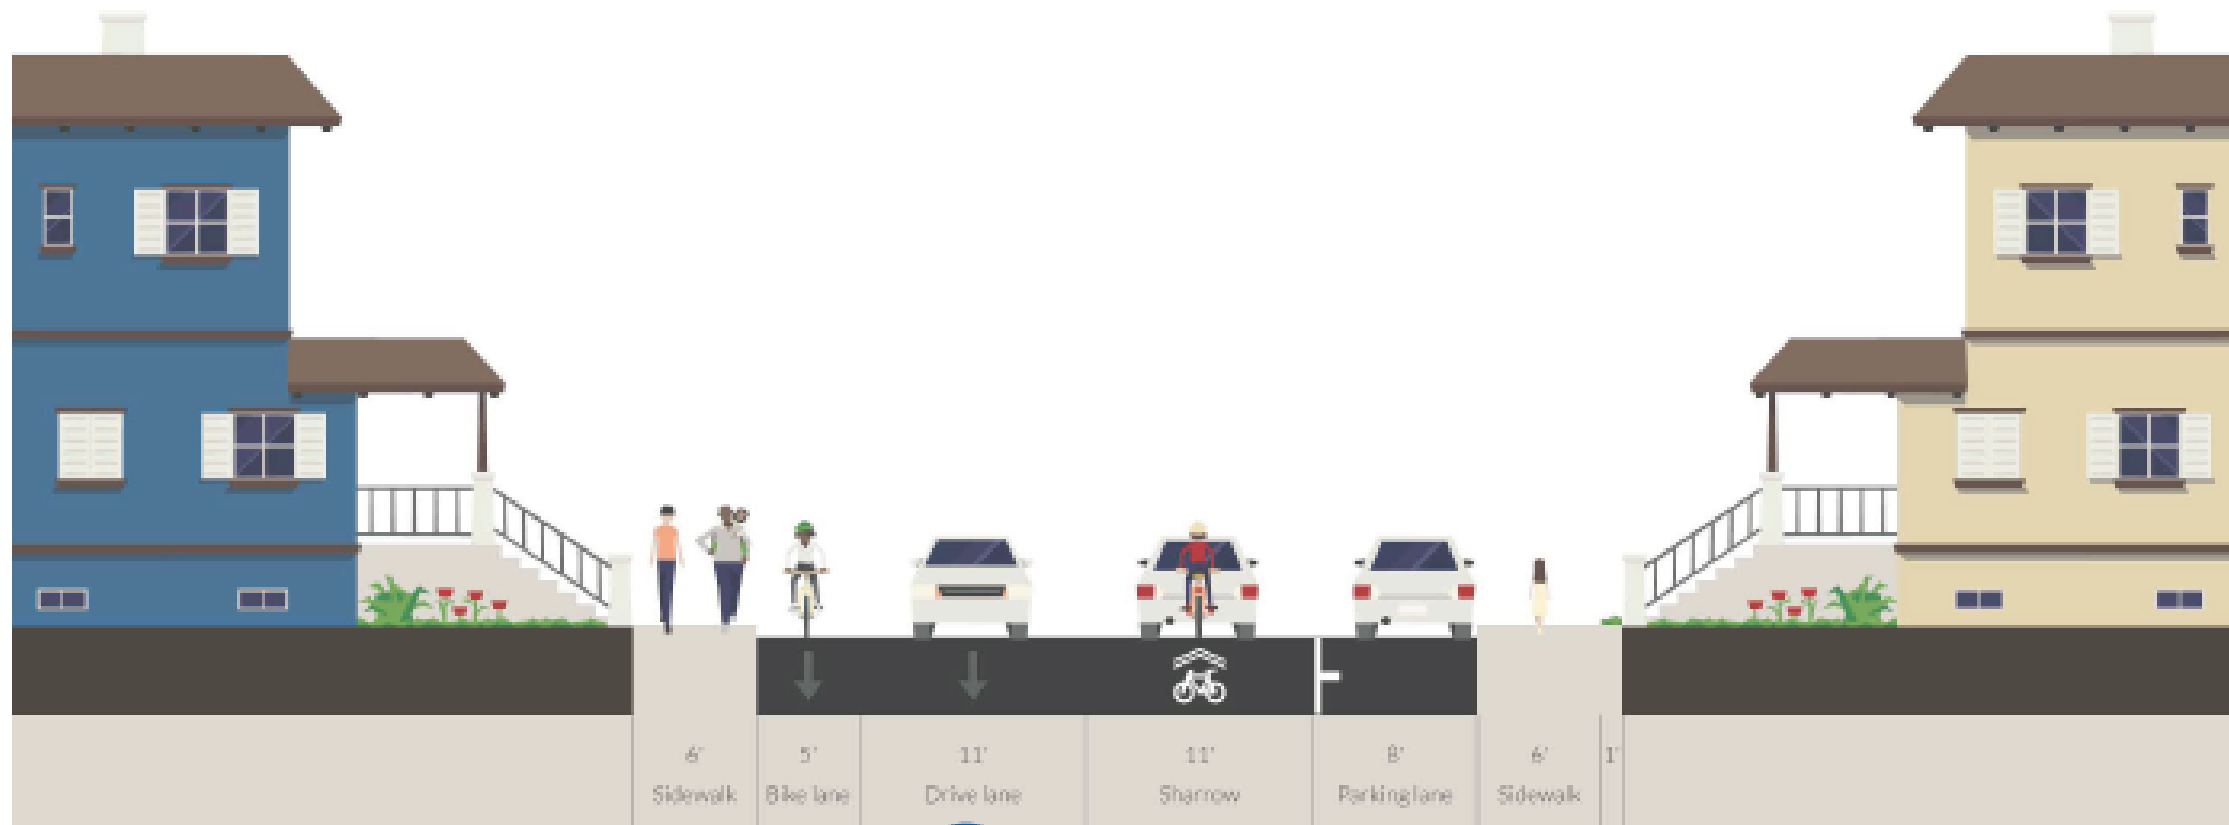 6' 5' 11' 11' 8' 6' 1'
Sidewalk Bike lane Drive lane Sharrow Parking lane Sidewalk